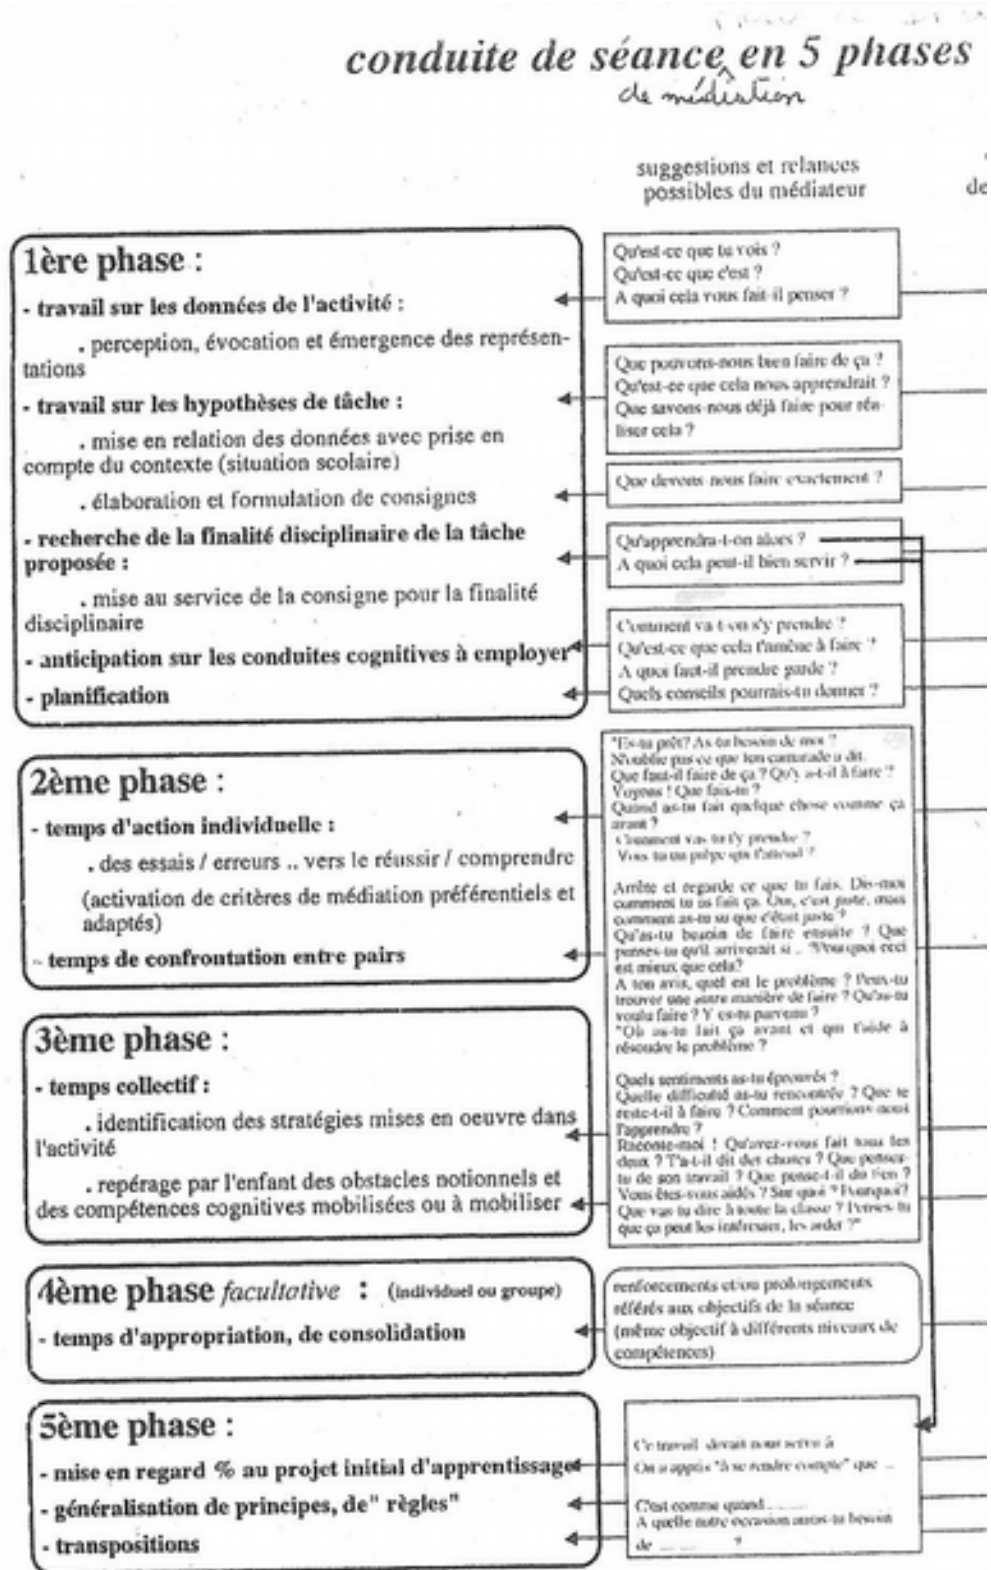 conduite de séance en 5 phases
de médiation
suggestions et relances
possibles du médiateur
de
1ère phase :
- travail sur les données de l'activité :
. perception, évocation et émergence des représen-
tations
- travail sur les hypothèses de tâche :
. mise en relation des données avec prise en
compte du contexte (situation scolaire)
. élaboration et formulation de consignes
- recherche de la finalité disciplinaire de la tâche
proposée :
. mise au service de la consigne pour la finalité
disciplinaire
- anticipation sur les conduites cognitives à employer
- planification
Qu'est-ce que tu vois ?
Qu'est-ce que c'est ?
A quoi cela vous fait-il penser ?
Que pouvons-nous bien faire de ça ?
Qu'est-ce que cela nous apprendrait ?
Que savons-nous déjà faire pour réa-
liser cela ?
Que devons nous faire exactement ?
Qu'apprendra-t-on alors ?
A quoi cela peut-il bien servir ?
Comment va-t-on s'y prendre ?
Qu'est-ce que cela t'amène à faire ?
A quoi faut-il prendre garde ?
Quels conseils pourrais-tu donner ?
2ème phase :
- temps d'action individuelle :
. des essais / erreurs .. vers le réussir / comprendre
(activation de critères de médiation préférentiels et
adaptés)
- temps de confrontation entre pairs
3ème phase :
- temps collectif :
. identification des stratégies mises en oeuvre dans
l'activité
. repérage par l'enfant des obstacles notionnels et
des compétences cognitives mobilisées ou à mobiliser
"Es-tu prêt? As-tu besoin de moi ?
N'oublie pas ce que ton camarade a dit.
Que faut-il faire de ça ? Qu'y a-t-il à faire ?
Voyons ! Que fais-tu ?
Quand as-tu fait quelque chose comme ça
avant ?
Comment vas-tu t'y prendre ?
Arrête et regarde ce que tu fais. Dis-moi
comment tu as fait ça. Oui, c'est juste, mais
comment as-tu su que c'était juste ?
Qu'as-tu besoin de faire ensuite ? Que
penses-tu qu'il arriverait si .. ?Pourquoi ceci
est mieux que cela?
A ton avis, quel est le problème ? Peux-tu
trouver une autre manière de faire ? Qu'as-tu
voulu faire ? Y es-tu parvenu ?
"Où as-tu fait ça avant et qui t'aide à
résoudre le problème ?
Quels sentiments as-tu éprouvés ?
Quelle difficulté as-tu rencontrée ? Que te
reste-t-il à faire ? Comment pourrions-nous
l'apprendre ?
Raconte-moi ! Qu'avez-vous fait tous les
deux ? T'a-t-il dit des choses ? Que penses-
tu de son travail ? Que pense-t-il du tien ?
Vous êtes-vous aidés ? Sur quoi ? Pourquoi?
Que vas-tu dire à toute la classe ? Penses-tu
que ça peut les intéresser, les aider ?"
4ème phase facultative : (individuel ou groupe)
- temps d'appropriation, de consolidation
renforcements et/ou prolongements
référés aux objectifs de la séance
(même objectif à différents niveaux de
compétences)
5ème phase :
- mise en regard % au projet initial d'apprentissage
- généralisation de principes, de" règles"
- transpositions
Ce travail devait nous servir à
On a appris "à se rendre compte" que ...
C'est comme quand ........
A quelle autre occasion auras-tu besoin
de ... ... ?